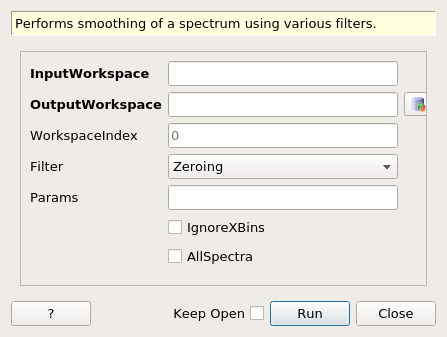 Performs smoothing of a spectrum using various filters.
InputWorkspace
OutputWorkspace
WorkspaceIndex 0
Filter Zeroing
Params
IgnoreXBins
AllSpectra
? Keep Open Run Close